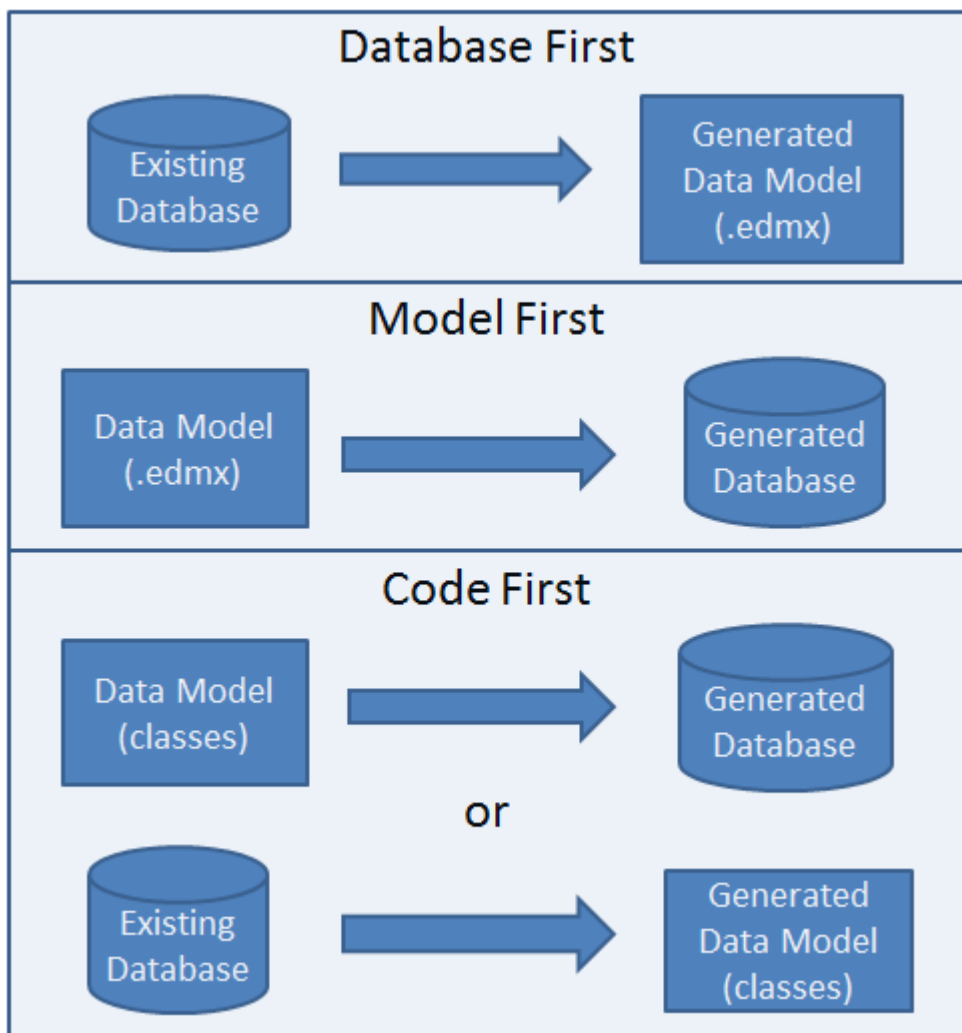 Database First
Existing
Database
Generated
Data Model
(.edmx)
Model First
Data Model
(.edmx)
Generated
Database
Code First
Data Model
(classes)
Generated
Database
or
Existing
Database
Generated
Data Model
(classes)